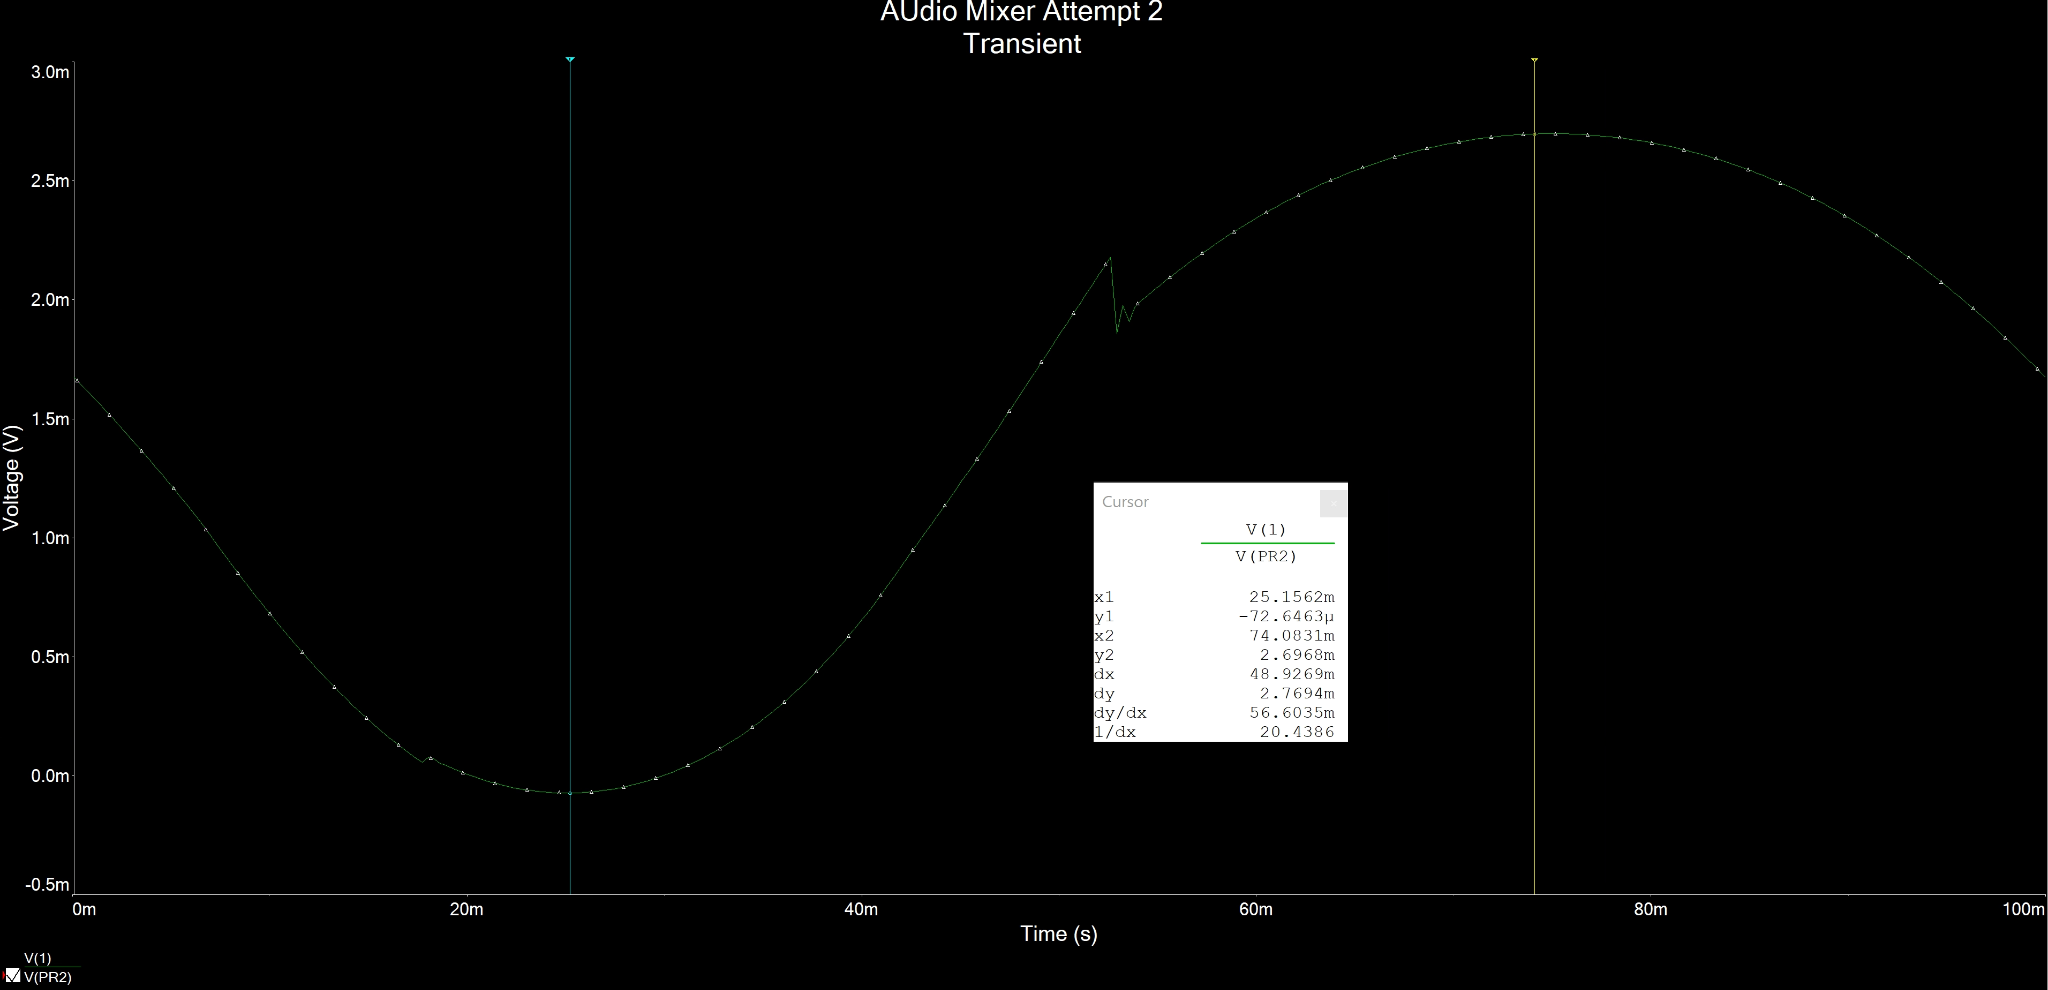 AUdio Mixer Attempt 2
Transient
3.0m
2.5m
2.0m
1.5m
1.0m
0.5m
0.0m
-0.5m
Voltage (V)
0m 20m 40m 60m 80m 100m
Time (s)
Cursor
V(1)
V(PR2)
x1 25.1562m
y1 -72.6463µ
x2 74.0831m
y2 2.6968m
dx 48.9269m
dy 2.7694m
dy/dx 56.6035m
1/dx 20.4386
V(1)
V(PR2)